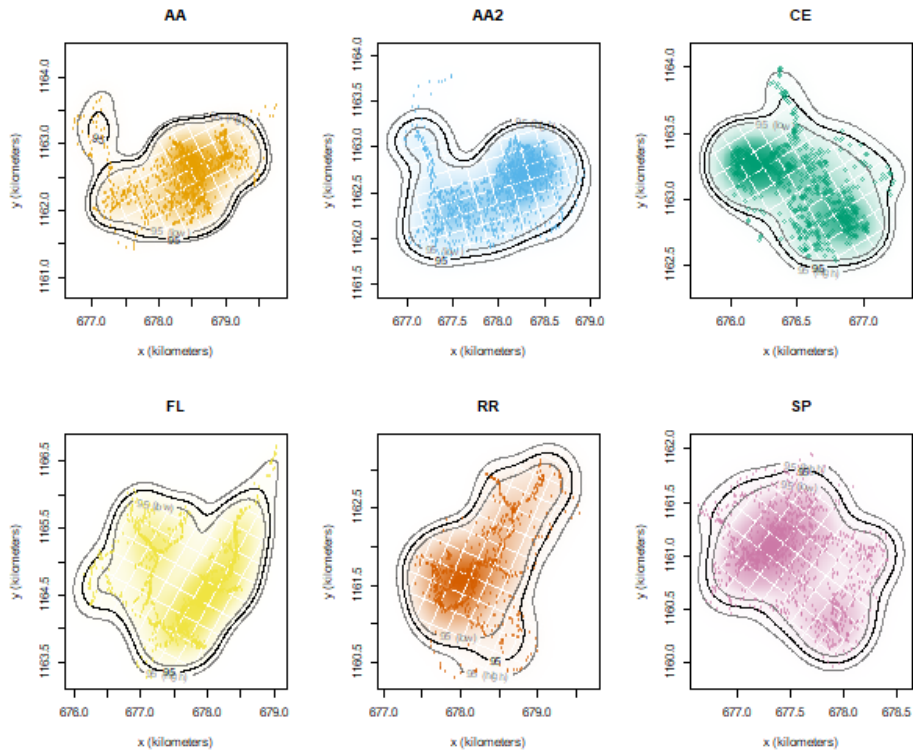 AA
AA2
CE
1161.0 1162.0 1163.0 1164.0
y (kilometers)
95
95
677.0 678.0 679.0
x (kilometers)
1161.5 1162.0 1162.5 1163.0 1163.5 1164.0
y (kilometers)
95 (low)
95
677.0 677.5 678.0 678.5 679.0
x (kilometers)
1162.5 1163.0 1163.5 1164.0
y (kilometers)
95 (low)
95
95 (high)
676.0 676.5 677.0
x (kilometers)
FL
RR
SP
1163.5 1164.5 1165.5 1166.5
y (kilometers)
95 (low)
95
95 (high)
676.0 677.0 678.0 679.0
x (kilometers)
1160.5 1161.5 1162.5
y (kilometers)
95 (low)
95
95 (high)
677.0 678.0 679.0
x (kilometers)
1160.0 1160.5 1161.0 1161.5 1162.0
y (kilometers)
95 (high)
95
95 (low)
677.0 677.5 678.0 678.5
x (kilometers)